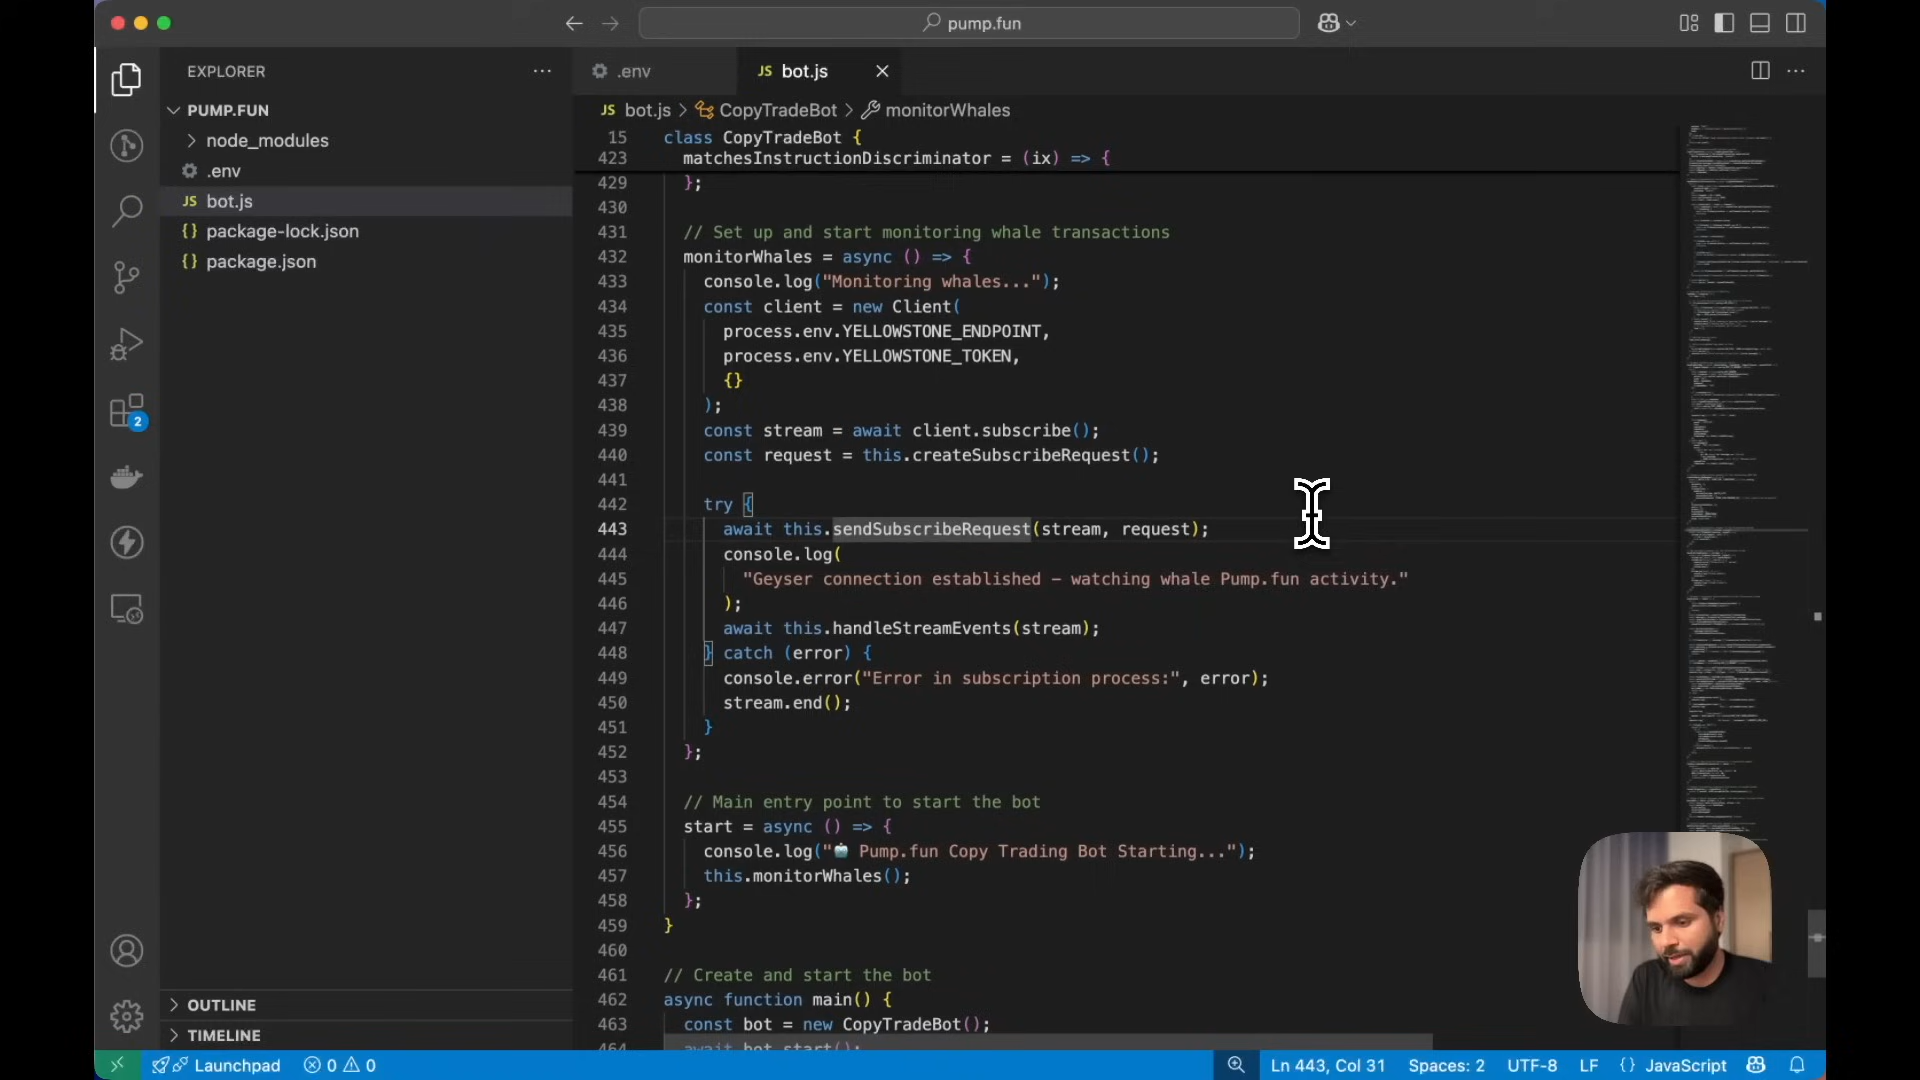 pump.fun
EXPLORER
PUMP.FUN
node_modules
.env
JS bot.js
{} package-lock.json
{} package.json
2
OUTLINE
TIMELINE
.env
JS bot.js
JS bot.js > CopyTradeBot > monitorWhales
15 class CopyTradeBot {
423 matchesInstructionDiscriminator = (ix) => {
429 };
430
431 // Set up and start monitoring whale transactions
432 monitorWhales = async () => {
433 console.log("Monitoring whales...");
434 const client = new Client(
435 process.env.YELLOWSTONE_ENDPOINT,
436 process.env.YELLOWSTONE_TOKEN,
437 {}
438 );
439 const stream = await client.subscribe();
440 const request = this.createSubscribeRequest();
441
442 try {
443 await this.sendSubscribeRequest(stream, request);
444 console.log(
445 "Geyser connection established – watching whale Pump.fun activity."
446 );
447 await this.handleStreamEvents(stream);
448 } catch (error) {
449 console.error("Error in subscription process:", error);
450 stream.end();
451 }
452 };
453
454 // Main entry point to start the bot
455 start = async () => {
456 console.log("🤖 Pump.fun Copy Trading Bot Starting...");
457 this.monitorWhales();
458 };
459 }
460
461 // Create and start the bot
462 async function main() {
463 const bot = new CopyTradeBot();
464 await bot.start();
Launchpad 0 0 Ln 443, Col 31 Spaces: 2 UTF-8 LF {} JavaScript